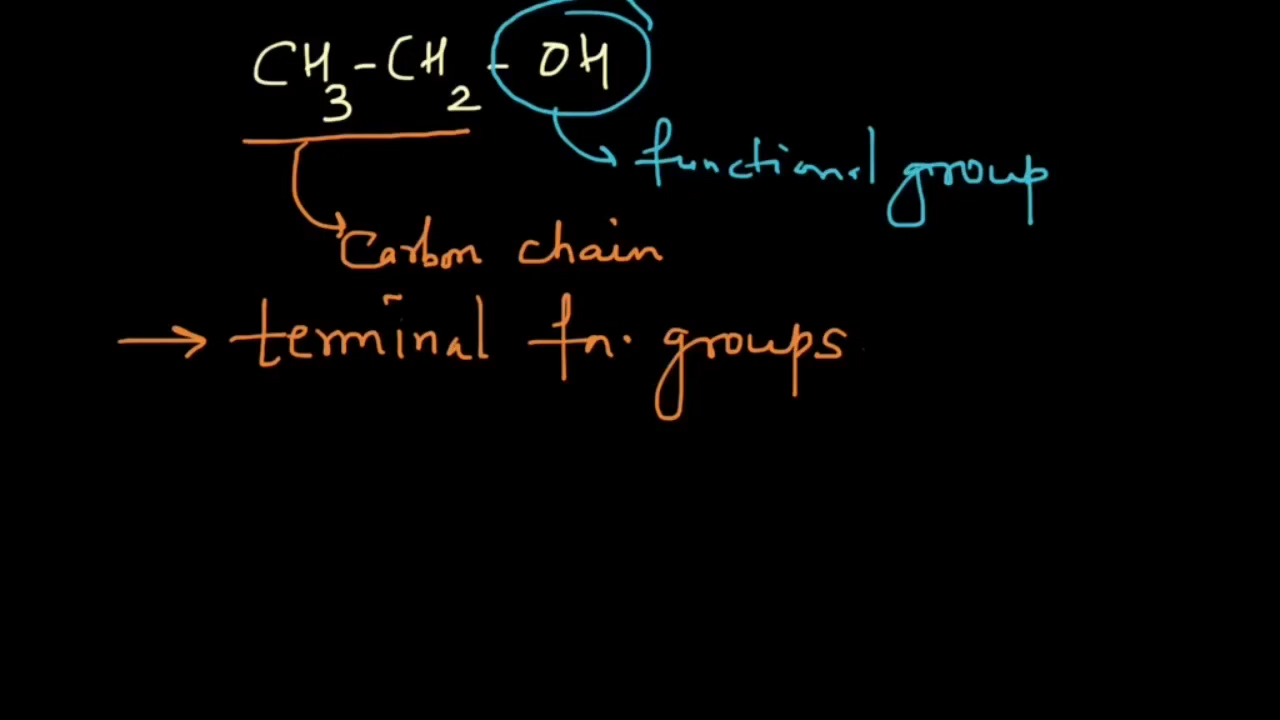 CH3-CH2-OH
functional group
Carbon chain
→ terminal fn. groups